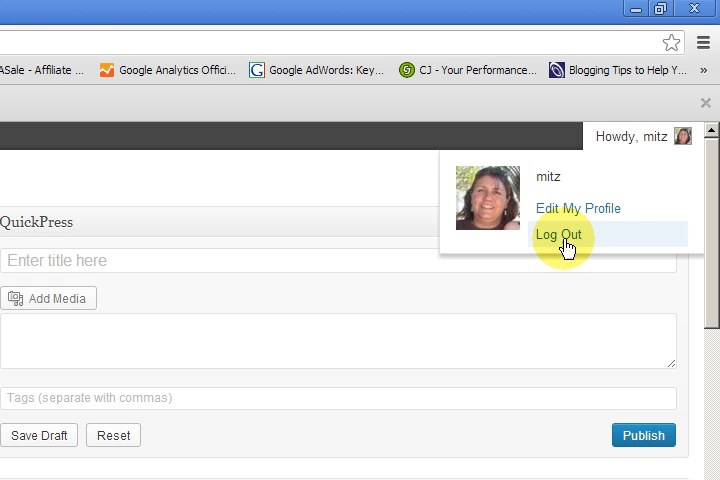 ASale - Affiliate ...
Google Analytics Offici...
Google AdWords: Key...
CJ - Your Performance...
Blogging Tips to Help Y...
»
Howdy, mitz
mitz
Edit My Profile
Log Out
QuickPress
Enter title here
Add Media
Tags (separate with commas)
Save Draft
Reset
Publish